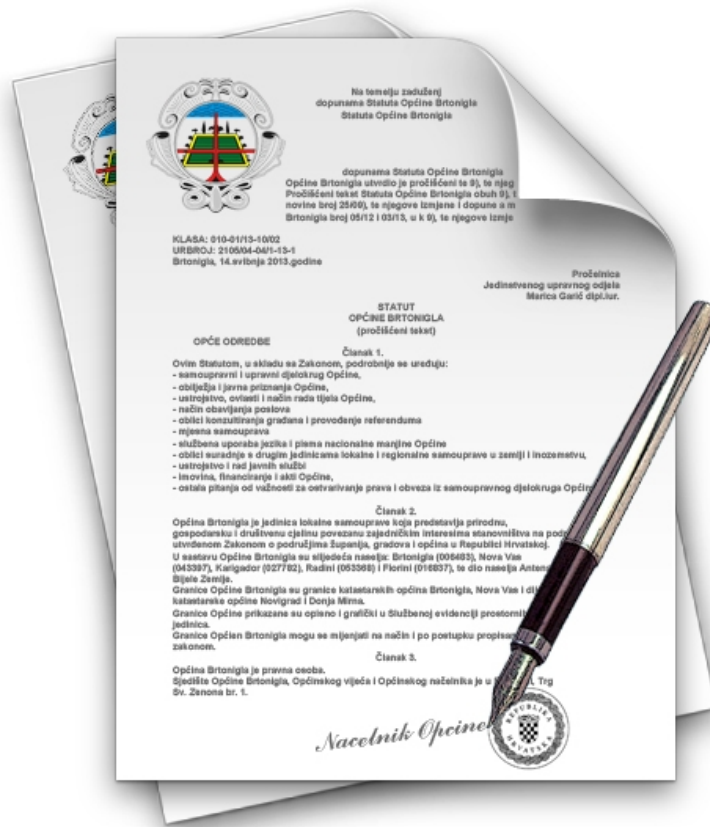 Na temelju zaduženj
dopunama Statuta Općine Brtonigla
Statuta Općine Brtonigla
dopunama Statuta Općine Brtonigla
Općine Brtonigla utvrdio je pročišćeni te 9), te njeg
Pročišćeni tekst Statuta Općine Brtonigla obuh 9), t
novine broj 25/09), te njegove izmjene i dopune a m
Brtonigla broj 05/12 i 03/13, u k 9), te njegove izmje
KLASA: 010-01/13-10/02
URBROJ: 2105/04-04/1-13-1
Brtonigla, 14.svibnja 2013.godine
Pročelnica
Jedinstvenog upravnog odjela
Marica Garić dipl.iur.
STATUT
OPĆINE BRTONIGLA
(pročišćeni tekst)
OPĆE ODREDBE
Članak 1.
Ovim Statutom, u skladu sa Zakonom, podrobnije se uređuju:
- samoupravni i upravni djelokrug Općine,
- obilježja i javna priznanja Općine,
- ustrojstvo, ovlasti i način rada tijela Općine,
- način obavljanja poslova
- oblici konzultiranja građana i provođenje referenduma
- mjesna samouprava
- službena uporaba jezika i pisma nacionalne manjine Općine
- oblici suradnje s drugim jedinicama lokalne i regionalne samouprave u zemlji i inozemstvu,
- ustrojstvo i rad javnih službi
- imovina, financiranje i akti Općine,
- ostala pitanja od važnosti za ostvarivanje prava i obveza iz samoupravnog djelokruga Općin
Članak 2.
Općina Brtonigla je jedinica lokalne samouprave koja predstavlja prirodnu,
gospodarsku i društvenu cjelinu povezanu zajedničkim interesima stanovništva na pod
utvrđenom Zakonom o područjima županija, gradova i općina u Republici Hrvatskoj.
U sastavu Općine Brtonigla su slijedeća naselja: Brtonigla (006483), Nova Vas
(043397), Karigador (027782), Radini (053368) i Fiorini (016837), te dio naselja Anten
Bijele Zemlje.
Granice Općine Brtonigla su granice katastarskih općina Brtonigla, Nova Vas i di
katastarske općine Novigrad i Donja Mirna.
Granice Općine prikazane su opisno i grafički u Službenoj evidenciji prostornih
jedinica.
Granice Općien Brtonigla mogu se mijenjati na način i po postupku propisan
zakonom.
Članak 3.
Općina Brtonigla je pravna osoba.
Sjedište Općine Brtonigla, Općinskog vijeća i Općinskog načelnika je u Trg
Sv. Zenona br. 1.
Nacelnik Opcine
REPUBLIKA
HRVATSKA